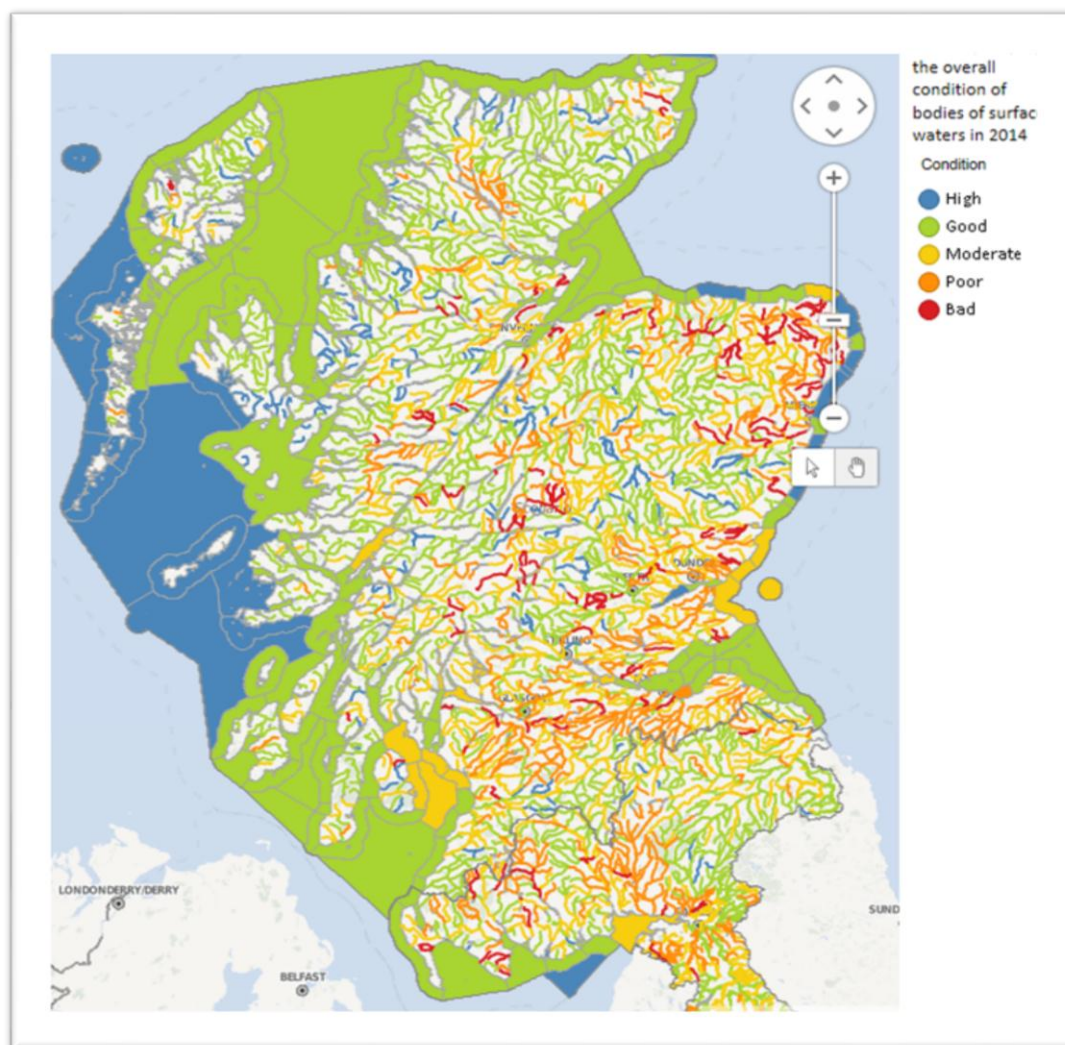 the overall
condition of
bodies of surfac
waters in 2014
Condition
High
Good
Moderate
Poor
Bad
LONDONDERRY/DERRY
BELFAST
SUND